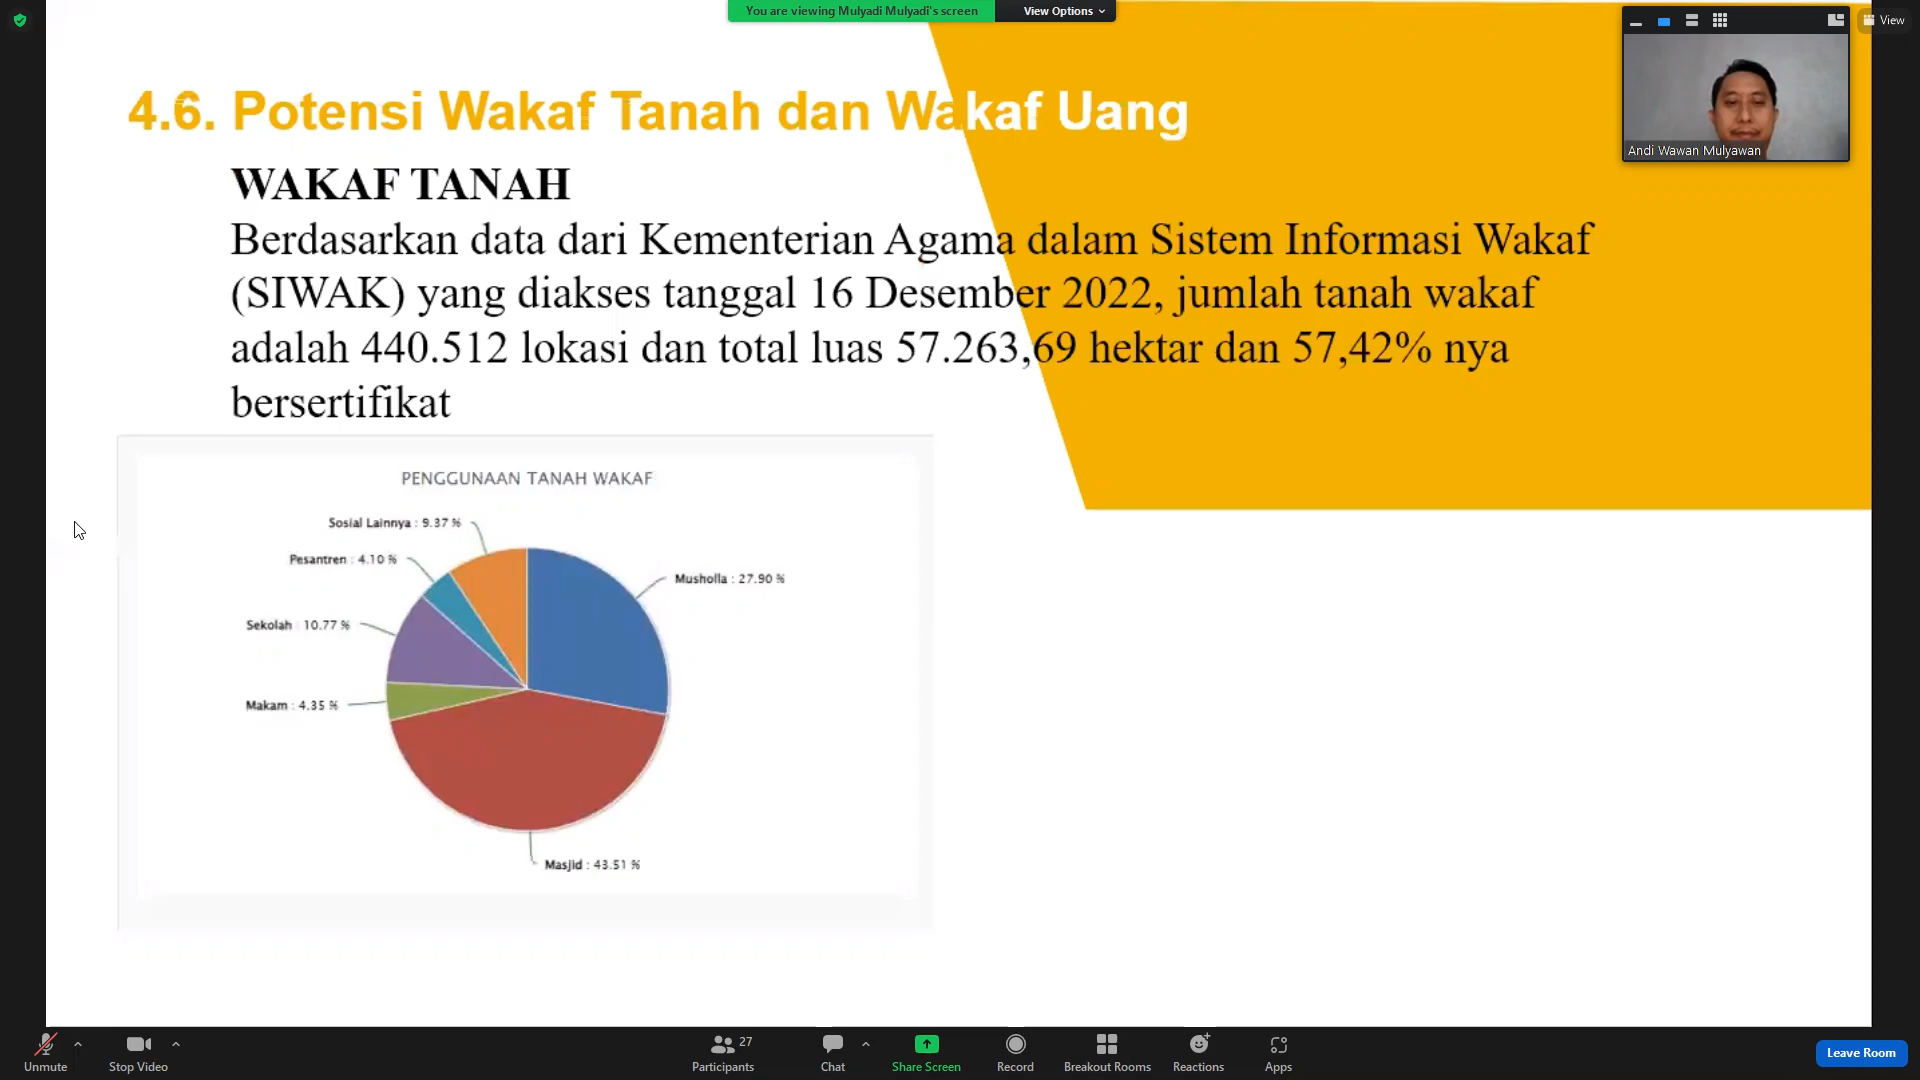 You are viewing Mulyadi Mulyadi's screen
View Options
View
Andi Wawan Mulyawan
4.6. Potensi Wakaf Tanah dan Wakaf Uang
WAKAF TANAH
Berdasarkan data dari Kementerian Agama dalam Sistem Informasi Wakaf
(SIWAK) yang diakses tanggal 16 Desember 2022, jumlah tanah wakaf
adalah 440.512 lokasi dan total luas 57.263,69 hektar dan 57,42% nya
bersertifikat
PENGGUNAAN TANAH WAKAF
Sosial Lainnya : 9.37 %
Pesantren : 4.10 %
Musholla : 27.90 %
Sekolah : 10.77 %
Makam : 4.35 %
Masjid : 43.51 %
Unmute
Stop Video
27
Participants
Chat
Share Screen
Record
Breakout Rooms
Reactions
Apps
Leave Room